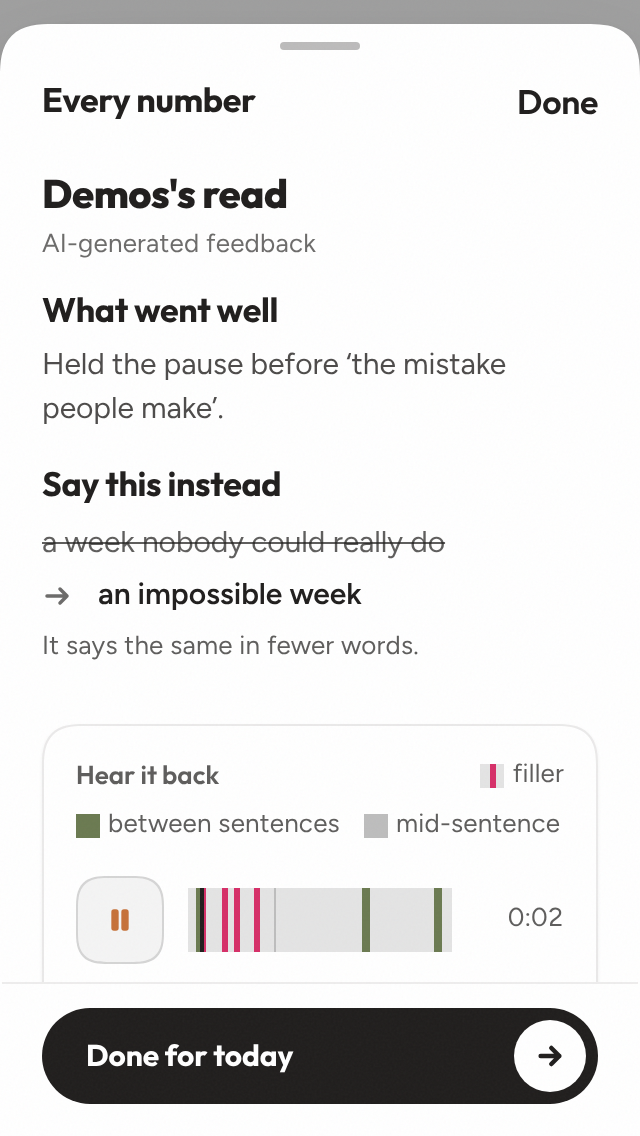 Every number
Done
Demos's read
AI-generated feedback
What went well
Held the pause before ‘the mistake
people make’.
Say this instead
a week nobody could really do
→ an impossible week
It says the same in fewer words.
Hear it back
filler
between sentences
mid-sentence
0:02
Done for today